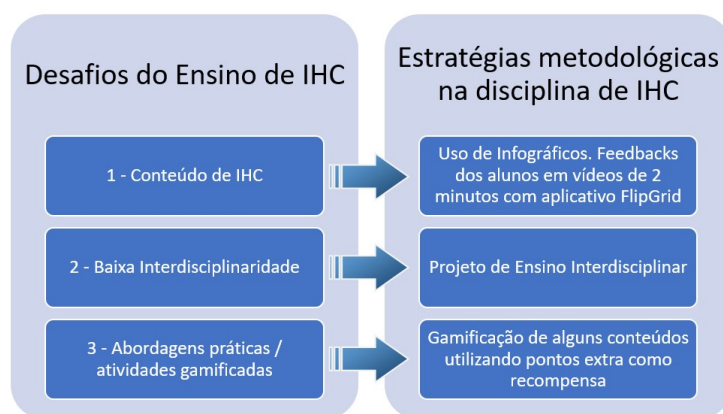 Desafios do Ensino de IHC
1 - Conteúdo de IHC
2 - Baixa Interdisciplinaridade
3 - Abordagens práticas /
atividades gamificadas
Estratégias metodológicas
na disciplina de IHC
Uso de Infográficos. Feedbacks
dos alunos em vídeos de 2
minutos com aplicativo FlipGrid
Projeto de Ensino Interdisciplinar
Gamificação de alguns conteúdos
utilizando pontos extra como
recompensa